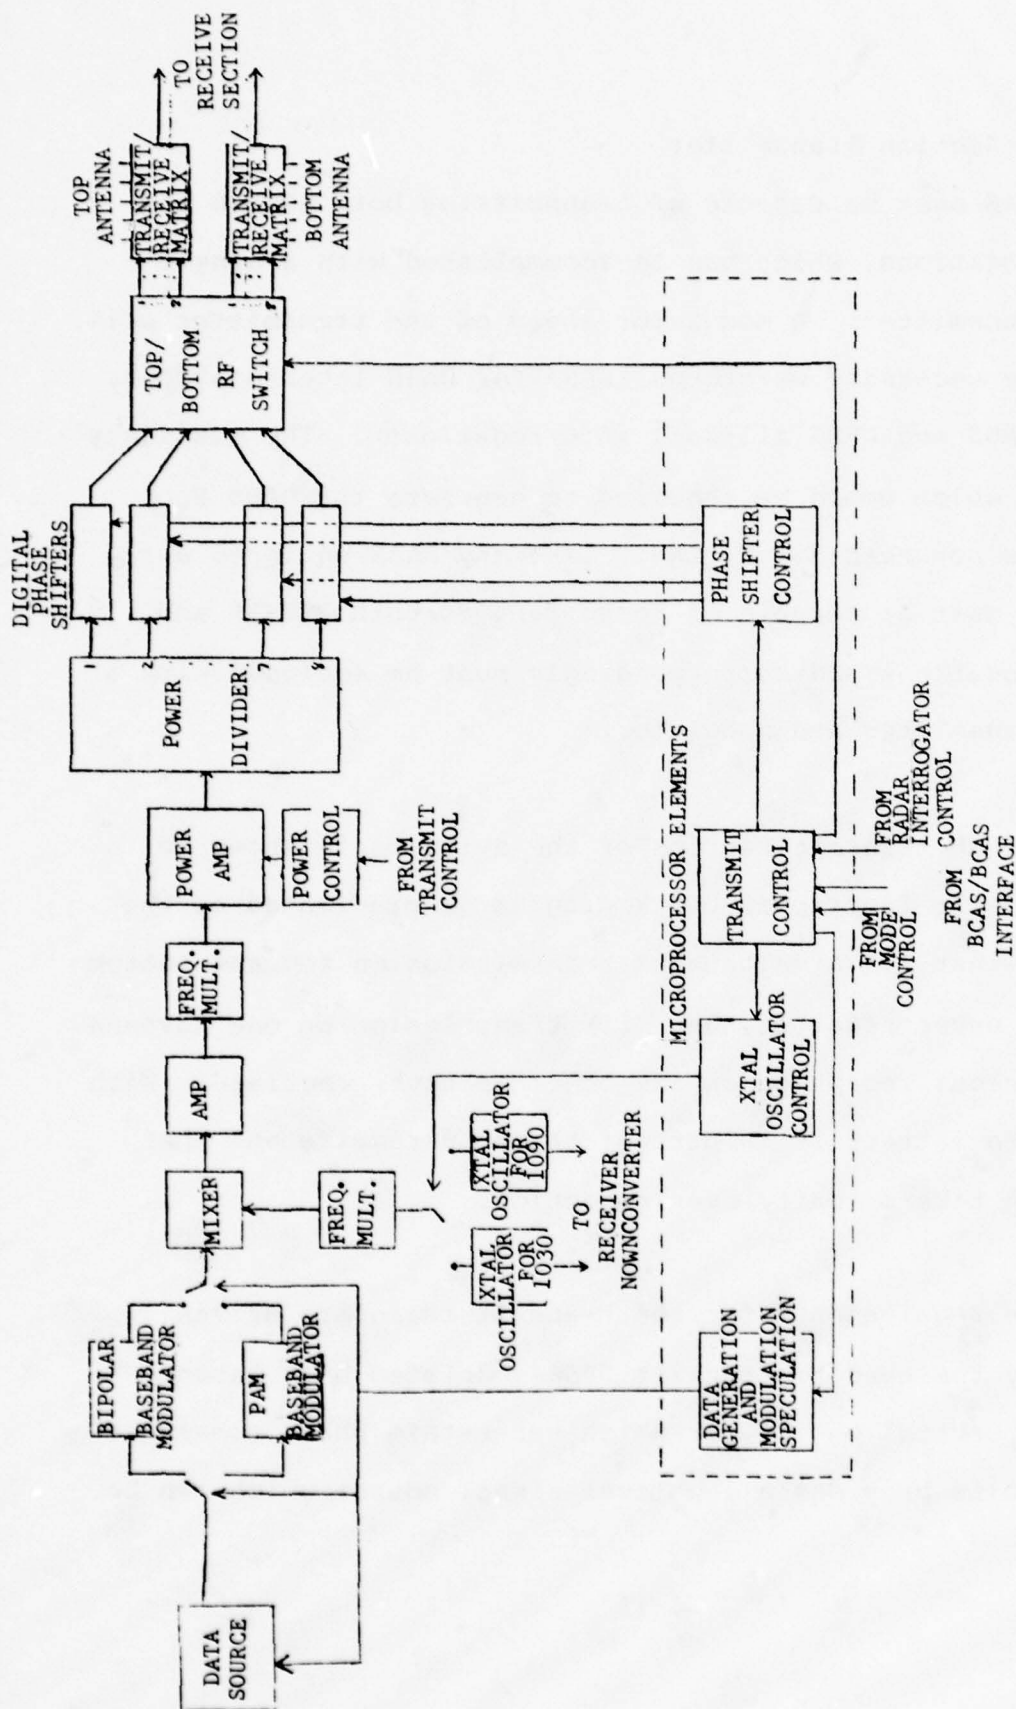 DATA
SOURCE
BIPOLAR
BASEBAND
MODULATOR
PAM
BASEBAND
MODULATOR
MIXER
AMP
FREQ.
MULT.
POWER
AMP
POWER
CONTROL
FROM
TRANSMIT
CONTROL
POWER
DIVIDER
1
2
7
8
DIGITAL
PHASE
SHIFTERS
TOP/
BOTTOM
RF
SWITCH
TOP
ANTENNA
TRANSMIT/
RECEIVE
MATRIX
TRANSMIT/
RECEIVE
MATRIX
BOTTOM
ANTENNA
TO
RECEIVE
SECTION
FREQ.
MULT.
XTAL
OSCILLATOR
FOR
1030
XTAL
OSCILLATOR
FOR
1090
TO
RECEIVER
NOWNCONVERTER
MICROPROCESSOR ELEMENTS
DATA
GENERATION
AND
MODULATION
SPECULATION
XTAL
OSCILLATOR
CONTROL
TRANSMIT
CONTROL
PHASE
SHIFTER
CONTROL
FROM
MODE
CONTROL
FROM
BCAS/BCAS
INTERFACE
FROM
RADAR
INTERROGATOR
CONTROL